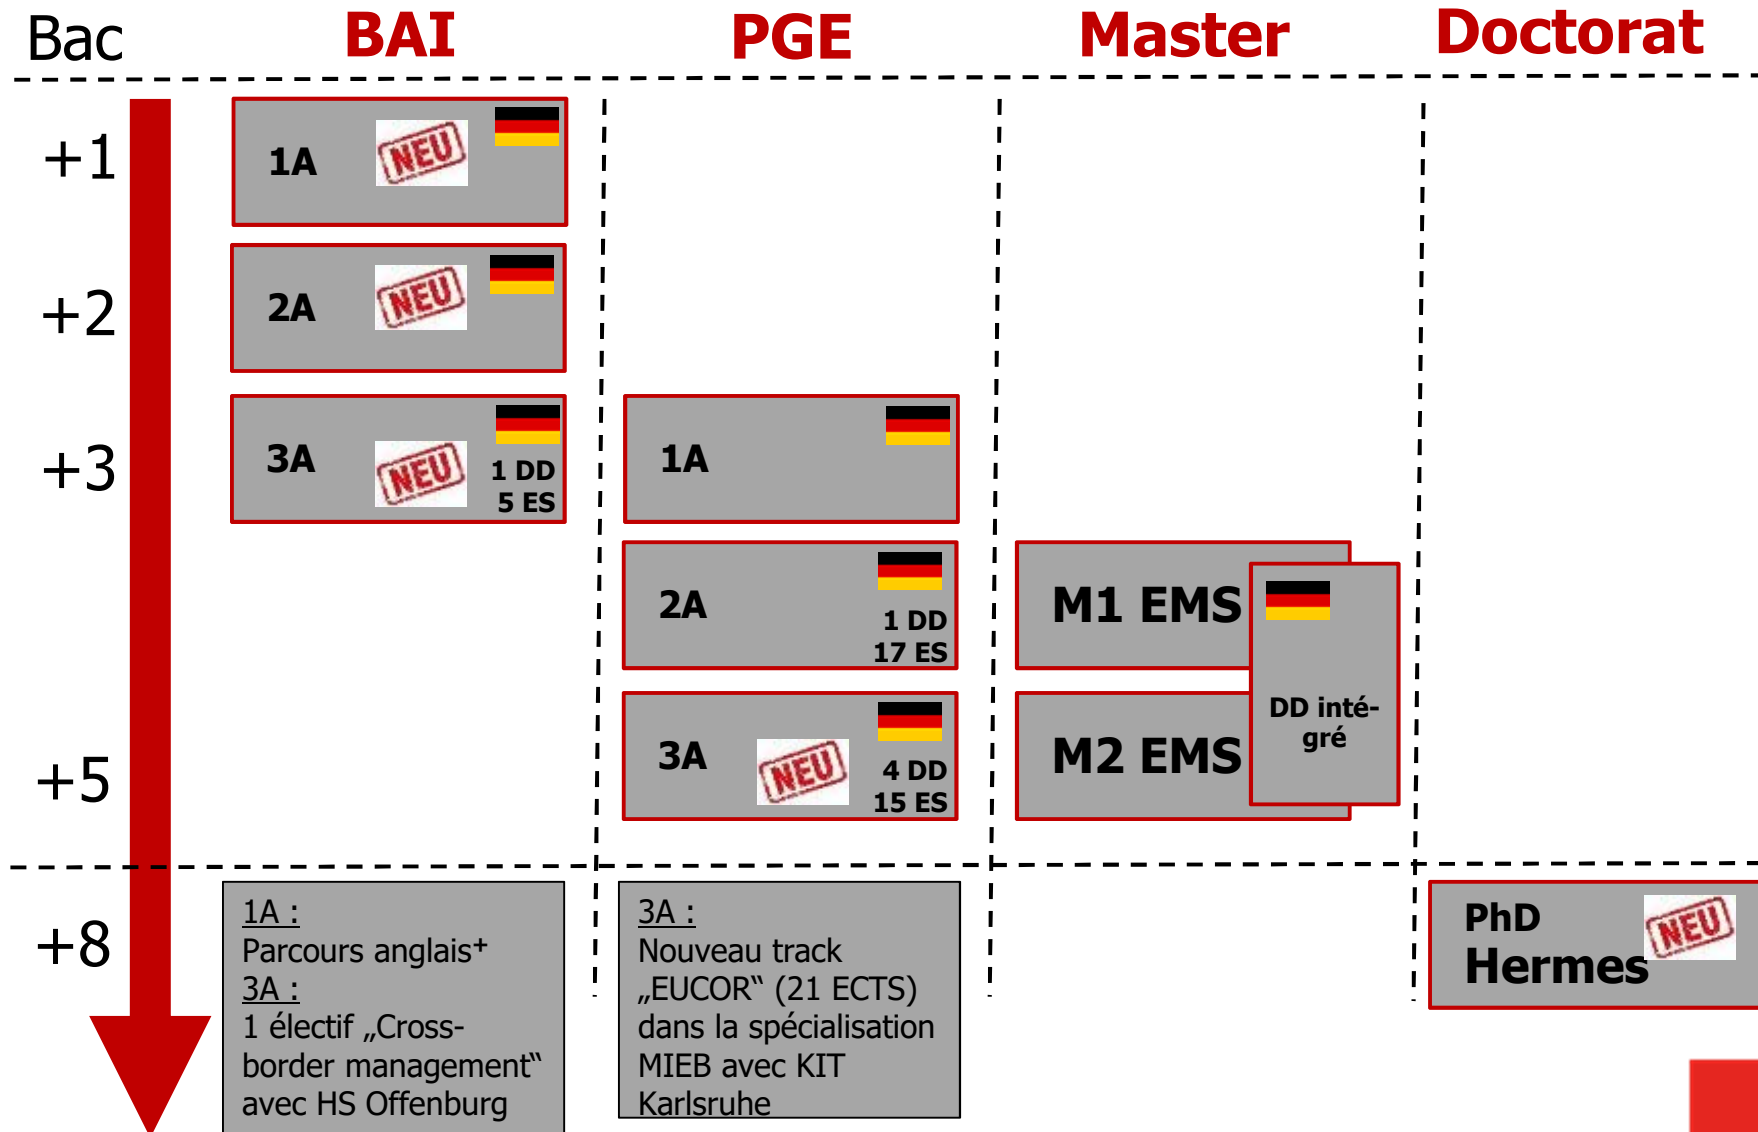 Bac BAI PGE Master Doctorat
+1
1A NEU
+2
2A NEU
+3
3A NEU
1 DD
5 ES
1A
2A
1 DD
17 ES
M1 EMS
DD inté-
gré
+5
3A NEU
4 DD
15 ES
M2 EMS
+8
1A :
Parcours anglais⁺
3A :
1 électif „Cross-
border management“
avec HS Offenburg
3A :
Nouveau track
„EUCOR“ (21 ECTS)
dans la spécialisation
MIEB avec KIT
Karlsruhe
PhD
Hermes
NEU